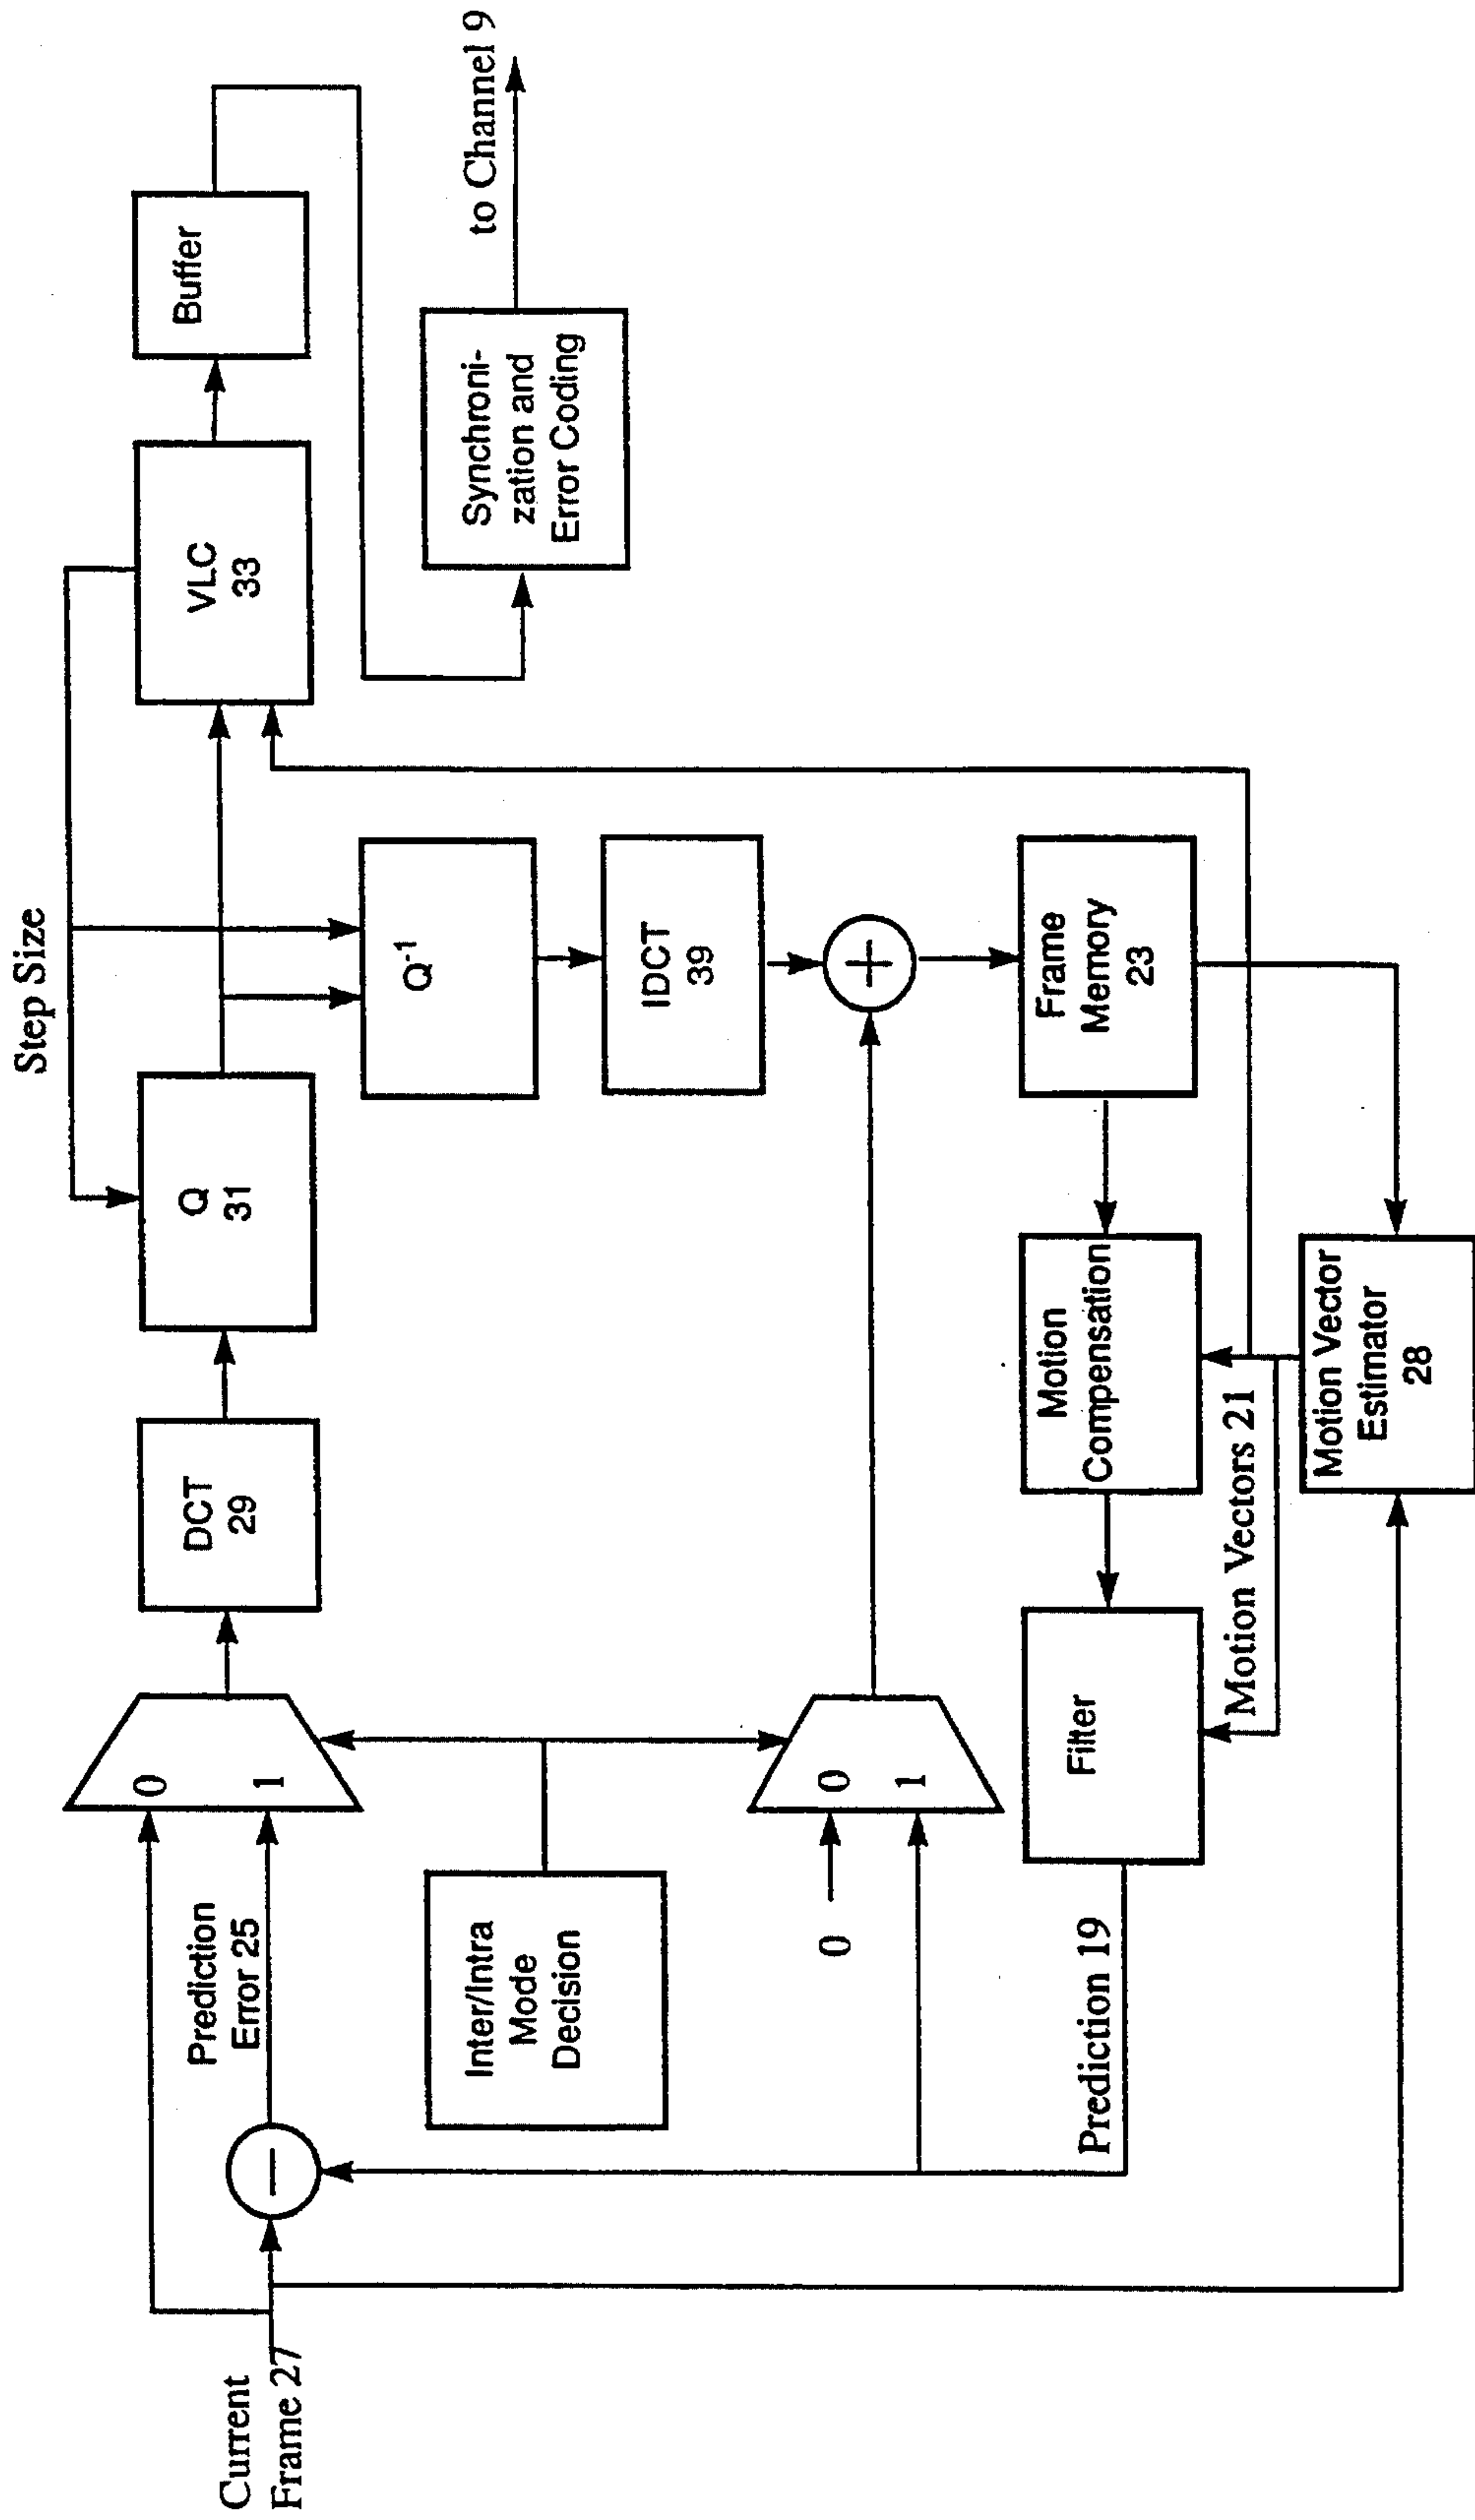 Step Size
Current
Frame 27
Prediction
Error 25
0
1
DCT
29
Q
31
VLC
33
Buffer
Inter/Intra
Mode
Decision
Q-1
Synchroni-
zation and
Error Coding
to Channel 9
IDCT
39
0
0
1
Prediction 19
Filter
Motion
Compensation
Frame
Memory
23
Motion Vectors 21
Motion Vector
Estimator
28